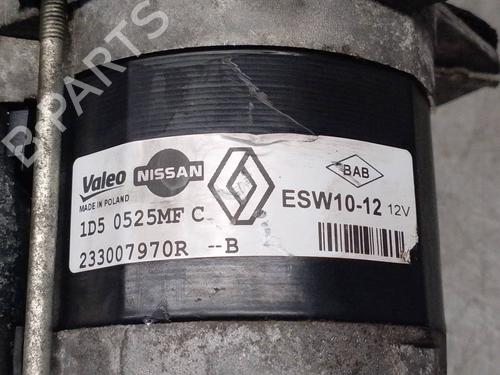 B-PARTS
Valeo NISSAN
MADE IN POLAND
1D5 0525MF C
233007970R --B
BAB
ESW10-12 12V